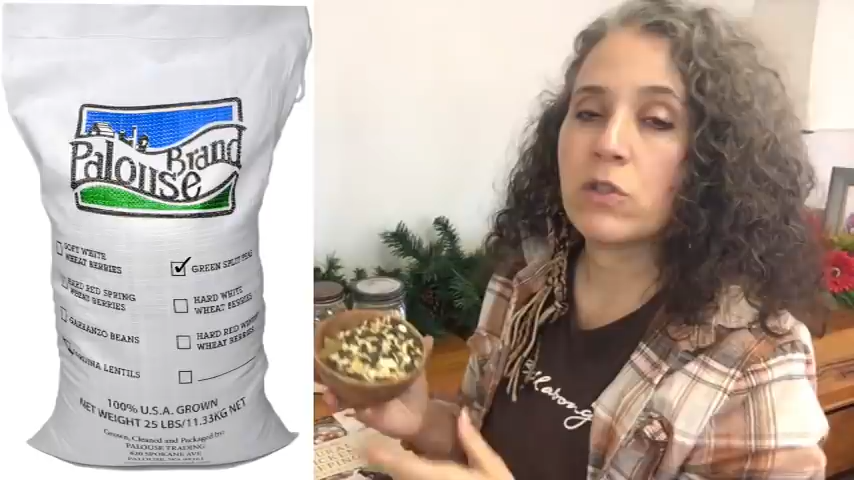 Palouse Brand
SOFT WHITE
WHEAT BERRIES
HARD RED SPRING
WHEAT BERRIES
GARBANZO BEANS
LENTILS
GREEN SPLIT PEAS
HARD WHITE
WHEAT BERRIES
HARD RED WINTER
WHEAT BERRIES
100% U.S.A. GROWN
NET WEIGHT 25 LBS/11.33KG NET
Grown, Cleaned and Packaged by:
PALOUSE TRADING
SPOKANE AVE